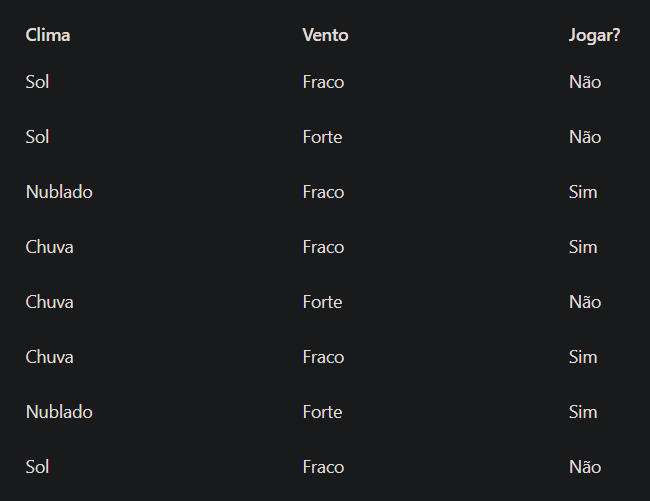 Clima Vento Jogar?
Sol Fraco Não
Sol Forte Não
Nublado Fraco Sim
Chuva Fraco Sim
Chuva Forte Não
Chuva Fraco Sim
Nublado Forte Sim
Sol Fraco Não